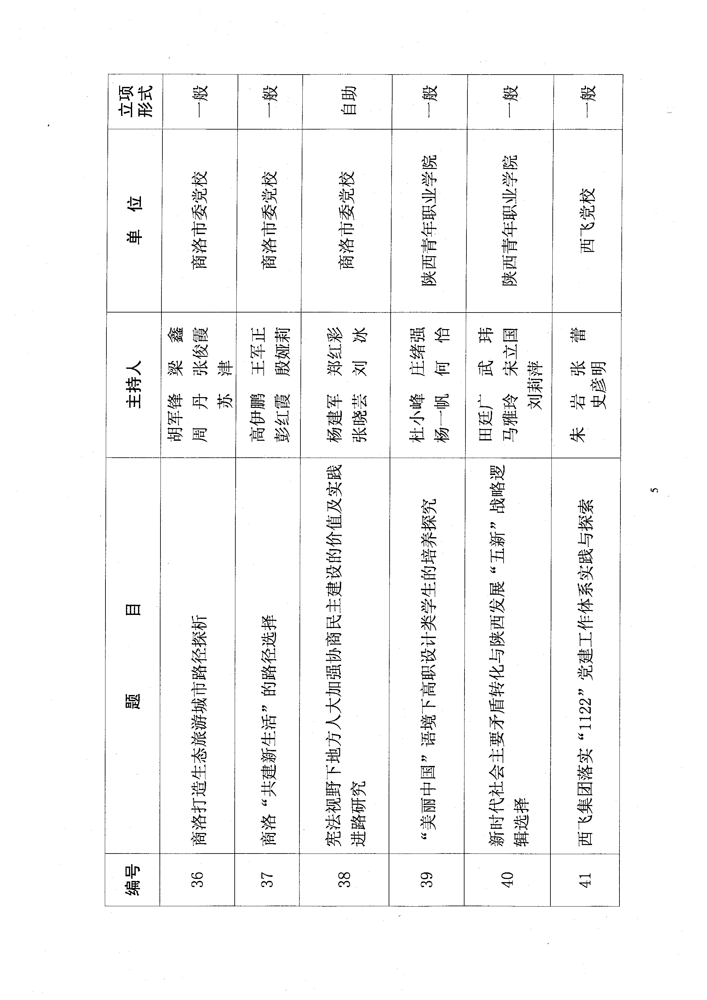 编号 题 目 主持人 单 位 立项
形式
36 商洛打造生态旅游城市路径探析 胡军锋 梁 鑫
周 丹 张俊霞
苏 津 商洛市委党校 一般
37 商洛“共建新生活”的路径选择 高伊鹏 王军正
彭红霞 殷娅莉 商洛市委党校 一般
38 宪法视野下地方人大加强协商民主建设的价值及实践
进路研究 杨建军 郑红彩
张晓芸 刘 冰 商洛市委党校 自助
39 “美丽中国”语境下高职设计类学生的培养探究 杜小峰 庄绪强
杨一帆 何 怡 陕西青年职业学院 一般
40 新时代社会主要矛盾转化与陕西发展“五新”战略逻
辑选择 田廷广 武 玮
马雅玲 宋立国
刘莉萍 陕西青年职业学院 一般
41 西飞集团落实“1122”党建工作体系实践与探索 朱 岩 张 蕾
史彦明 西飞党校 一般
5